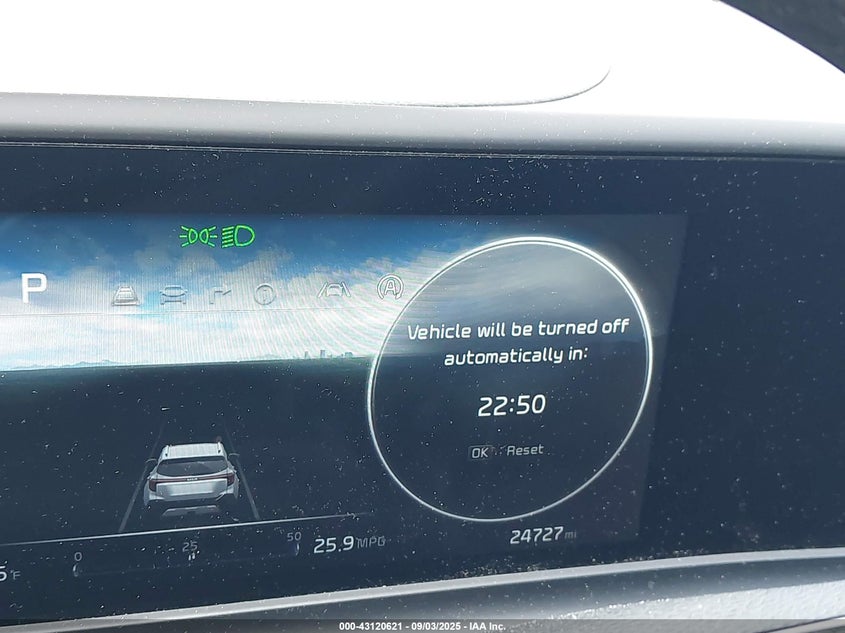 P
Vehicle will be turned off
automatically in:
22:50
OK : Reset
0 25 50
25.9 MPG
24727 mi
5°F
000-43120621 - 09/03/2025 - IAA Inc.